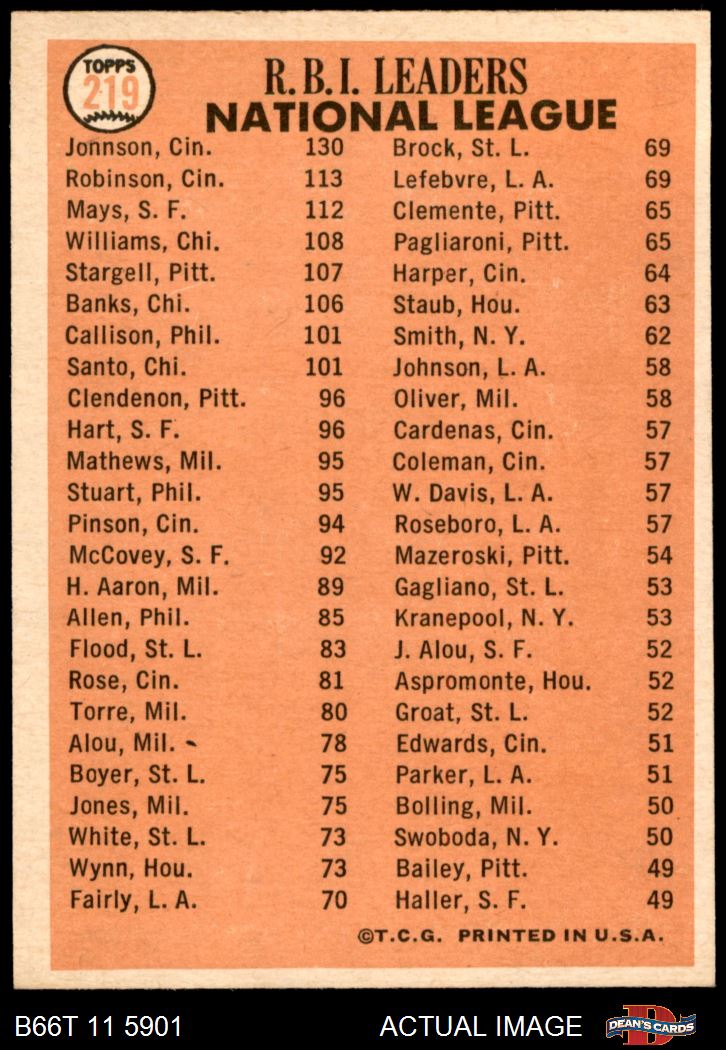 TOPPS
219
R.B.I. LEADERS
NATIONAL LEAGUE
Jonnson, Cin. 130
Robinson, Cin. 113
Mays, S. F. 112
Williams, Chi. 108
Stargell, Pitt. 107
Banks, Chi. 106
Callison, Phil. 101
Santo, Chi. 101
Clendenon, Pitt. 96
Hart, S. F. 96
Mathews, Mil. 95
Stuart, Phil. 95
Pinson, Cin. 94
McCovey, S. F. 92
H. Aaron, Mil. 89
Allen, Phil. 85
Flood, St. L. 83
Rose, Cin. 81
Torre, Mil. 80
Alou, Mil. 78
Boyer, St. L. 75
Jones, Mil. 75
White, St. L. 73
Wynn, Hou. 73
Fairly, L. A. 70
Brock, St. L. 69
Lefebvre, L. A. 69
Clemente, Pitt. 65
Pagliaroni, Pitt. 65
Harper, Cin. 64
Staub, Hou. 63
Smith, N. Y. 62
Johnson, L. A. 58
Oliver, Mil. 58
Cardenas, Cin. 57
Coleman, Cin. 57
W. Davis, L. A. 57
Roseboro, L. A. 57
Mazeroski, Pitt. 54
Gagliano, St. L. 53
Kranepool, N. Y. 53
J. Alou, S. F. 52
Aspromonte, Hou. 52
Groat, St. L. 52
Edwards, Cin. 51
Parker, L. A. 51
Bolling, Mil. 50
Swoboda, N. Y. 50
Bailey, Pitt. 49
Haller, S. F. 49
©T.C.G. PRINTED IN U.S.A.
B66T 11 5901
ACTUAL IMAGE
D
DEAN'S CARDS